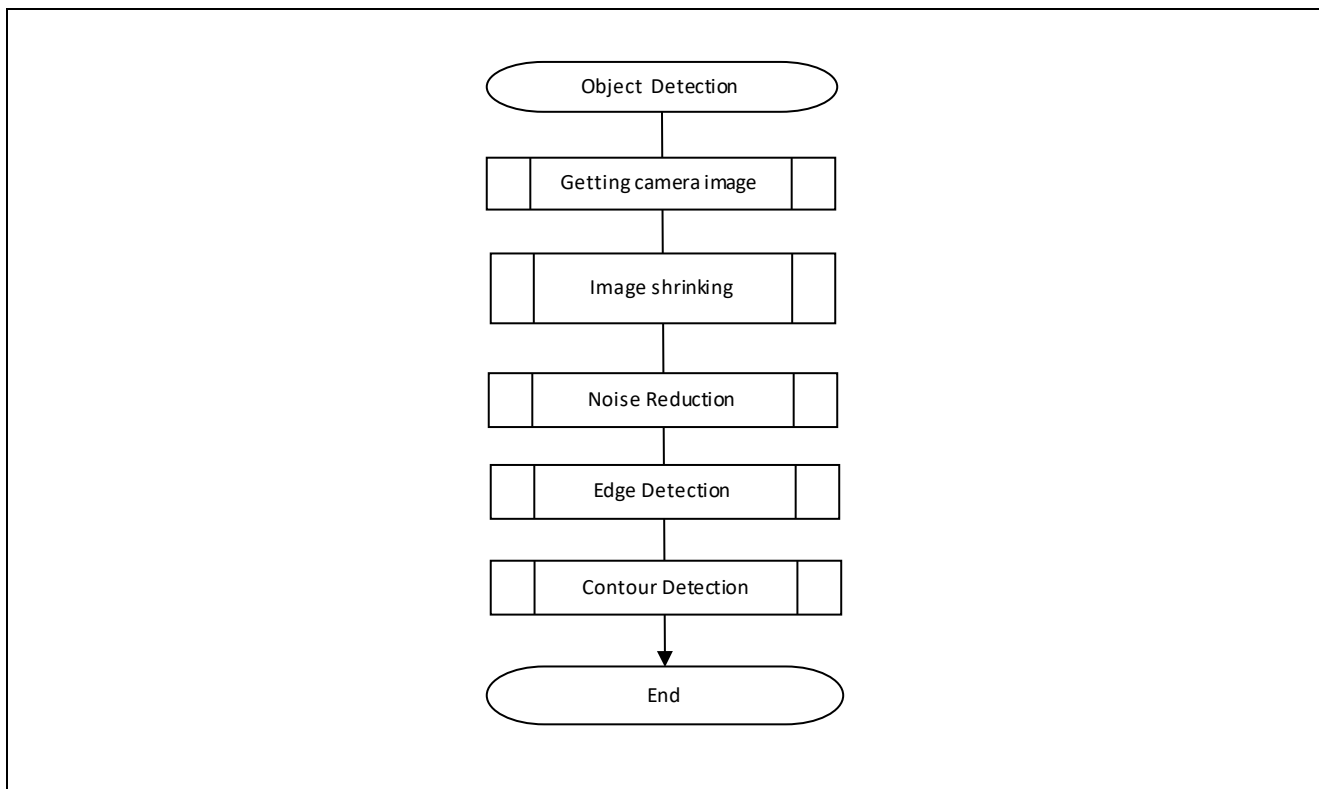 Object Detection
Getting camera image
Image shrinking
Noise Reduction
Edge Detection
Contour Detection
End